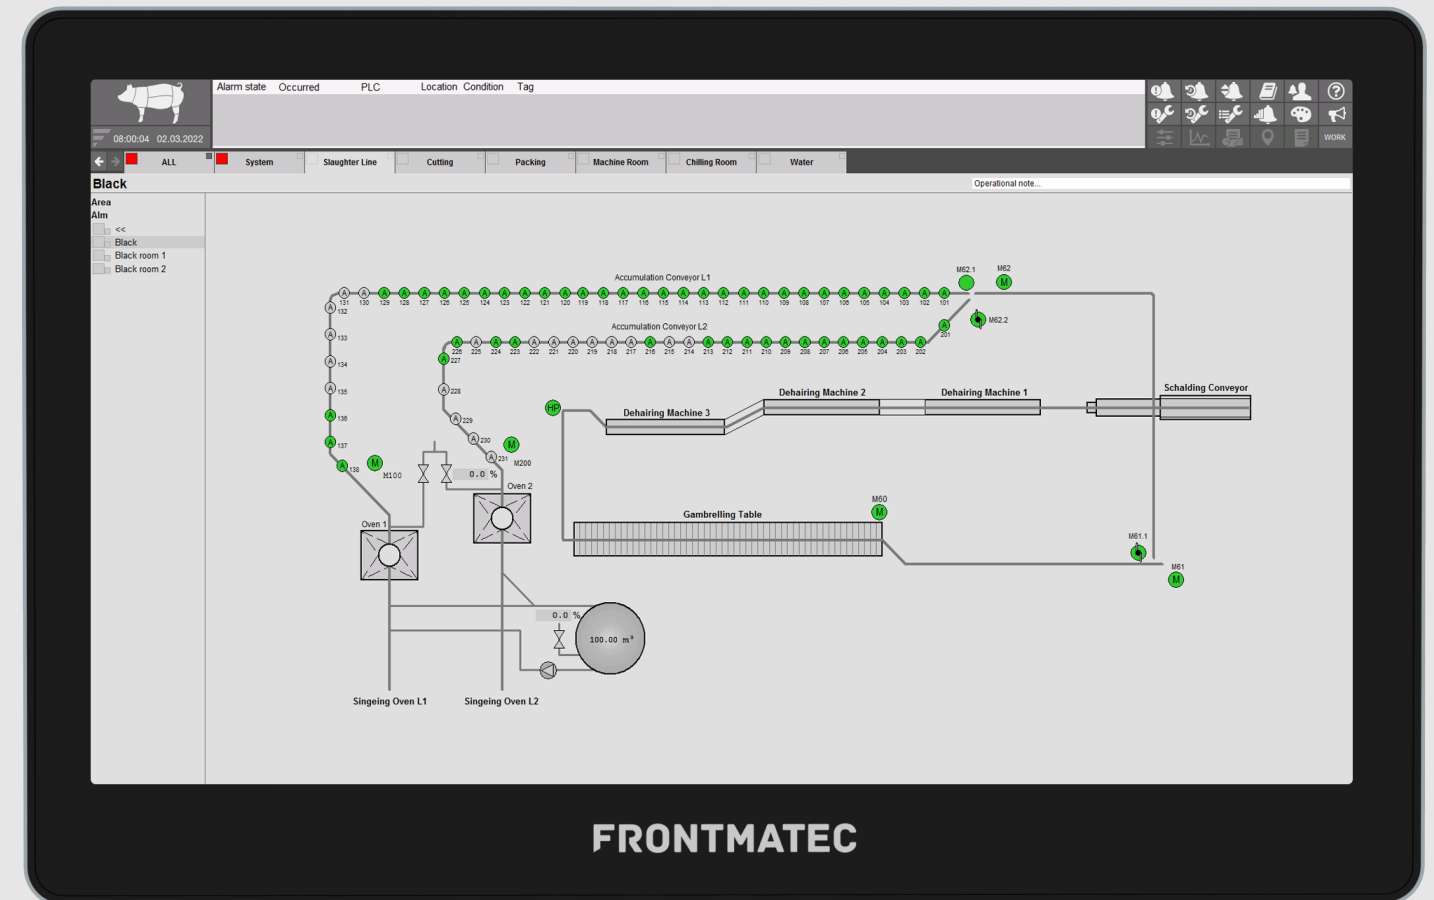 Alarm state Occurred PLC Location Condition Tag
08:00:04 02.03.2022
WORK
ALL System Slaughter Line Cutting Packing Machine Room Chilling Room Water
Black
Operational note...
Area
Alm
<<
Black
Black room 1
Black room 2
Accumulation Conveyor L1
M62.1 M62
A A A A A A A A A A A A A A A A A A A A A A A A A A A A A A A M
131 130 129 128 127 126 125 124 123 122 121 120 119 118 117 116 115 114 113 112 111 110 109 108 107 106 105 104 103 102 101
A 132
M62.2
Accumulation Conveyor L2
A 201
A 133
A A A A A A A A A A A A A A A A A A A A A A A A A
226 225 224 223 222 221 220 219 218 217 216 215 214 213 212 211 210 209 208 207 206 205 204 203 202
A 227
A 134
A 135
A 228
Schalding Conveyor
Dehairing Machine 2 Dehairing Machine 1
HP
Dehairing Machine 3
A 136
A 229
A 137
A 230
M
M200
A 231
A 138
M
M100
0.0 %
Oven 2
Oven 1
M60
M
Gambrelling Table
M61.1
M61
M
0.0 %
100.00 m³
Singeing Oven L1 Singeing Oven L2
FRONTMATEC